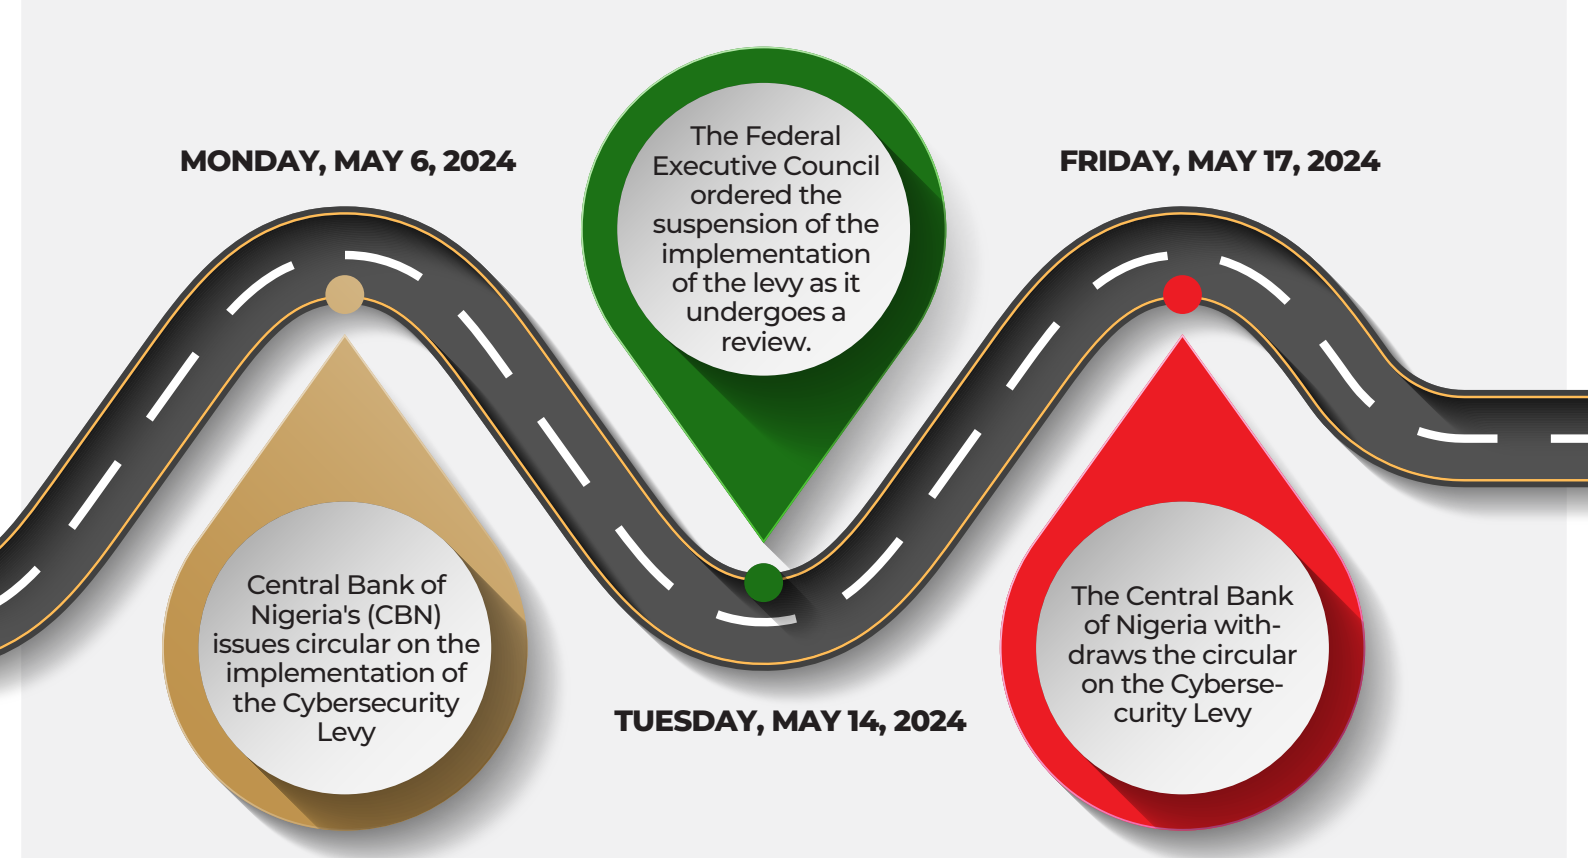 MONDAY, MAY 6, 2024
Central Bank of
Nigeria's (CBN)
issues circular on the
implementation of
the Cybersecurity
Levy
The Federal
Executive Council
ordered the
suspension of the
implementation
of the levy as it
undergoes a
review.
TUESDAY, MAY 14, 2024
FRIDAY, MAY 17, 2024
The Central Bank
of Nigeria with-
draws the circular
on the Cyberse-
curity Levy